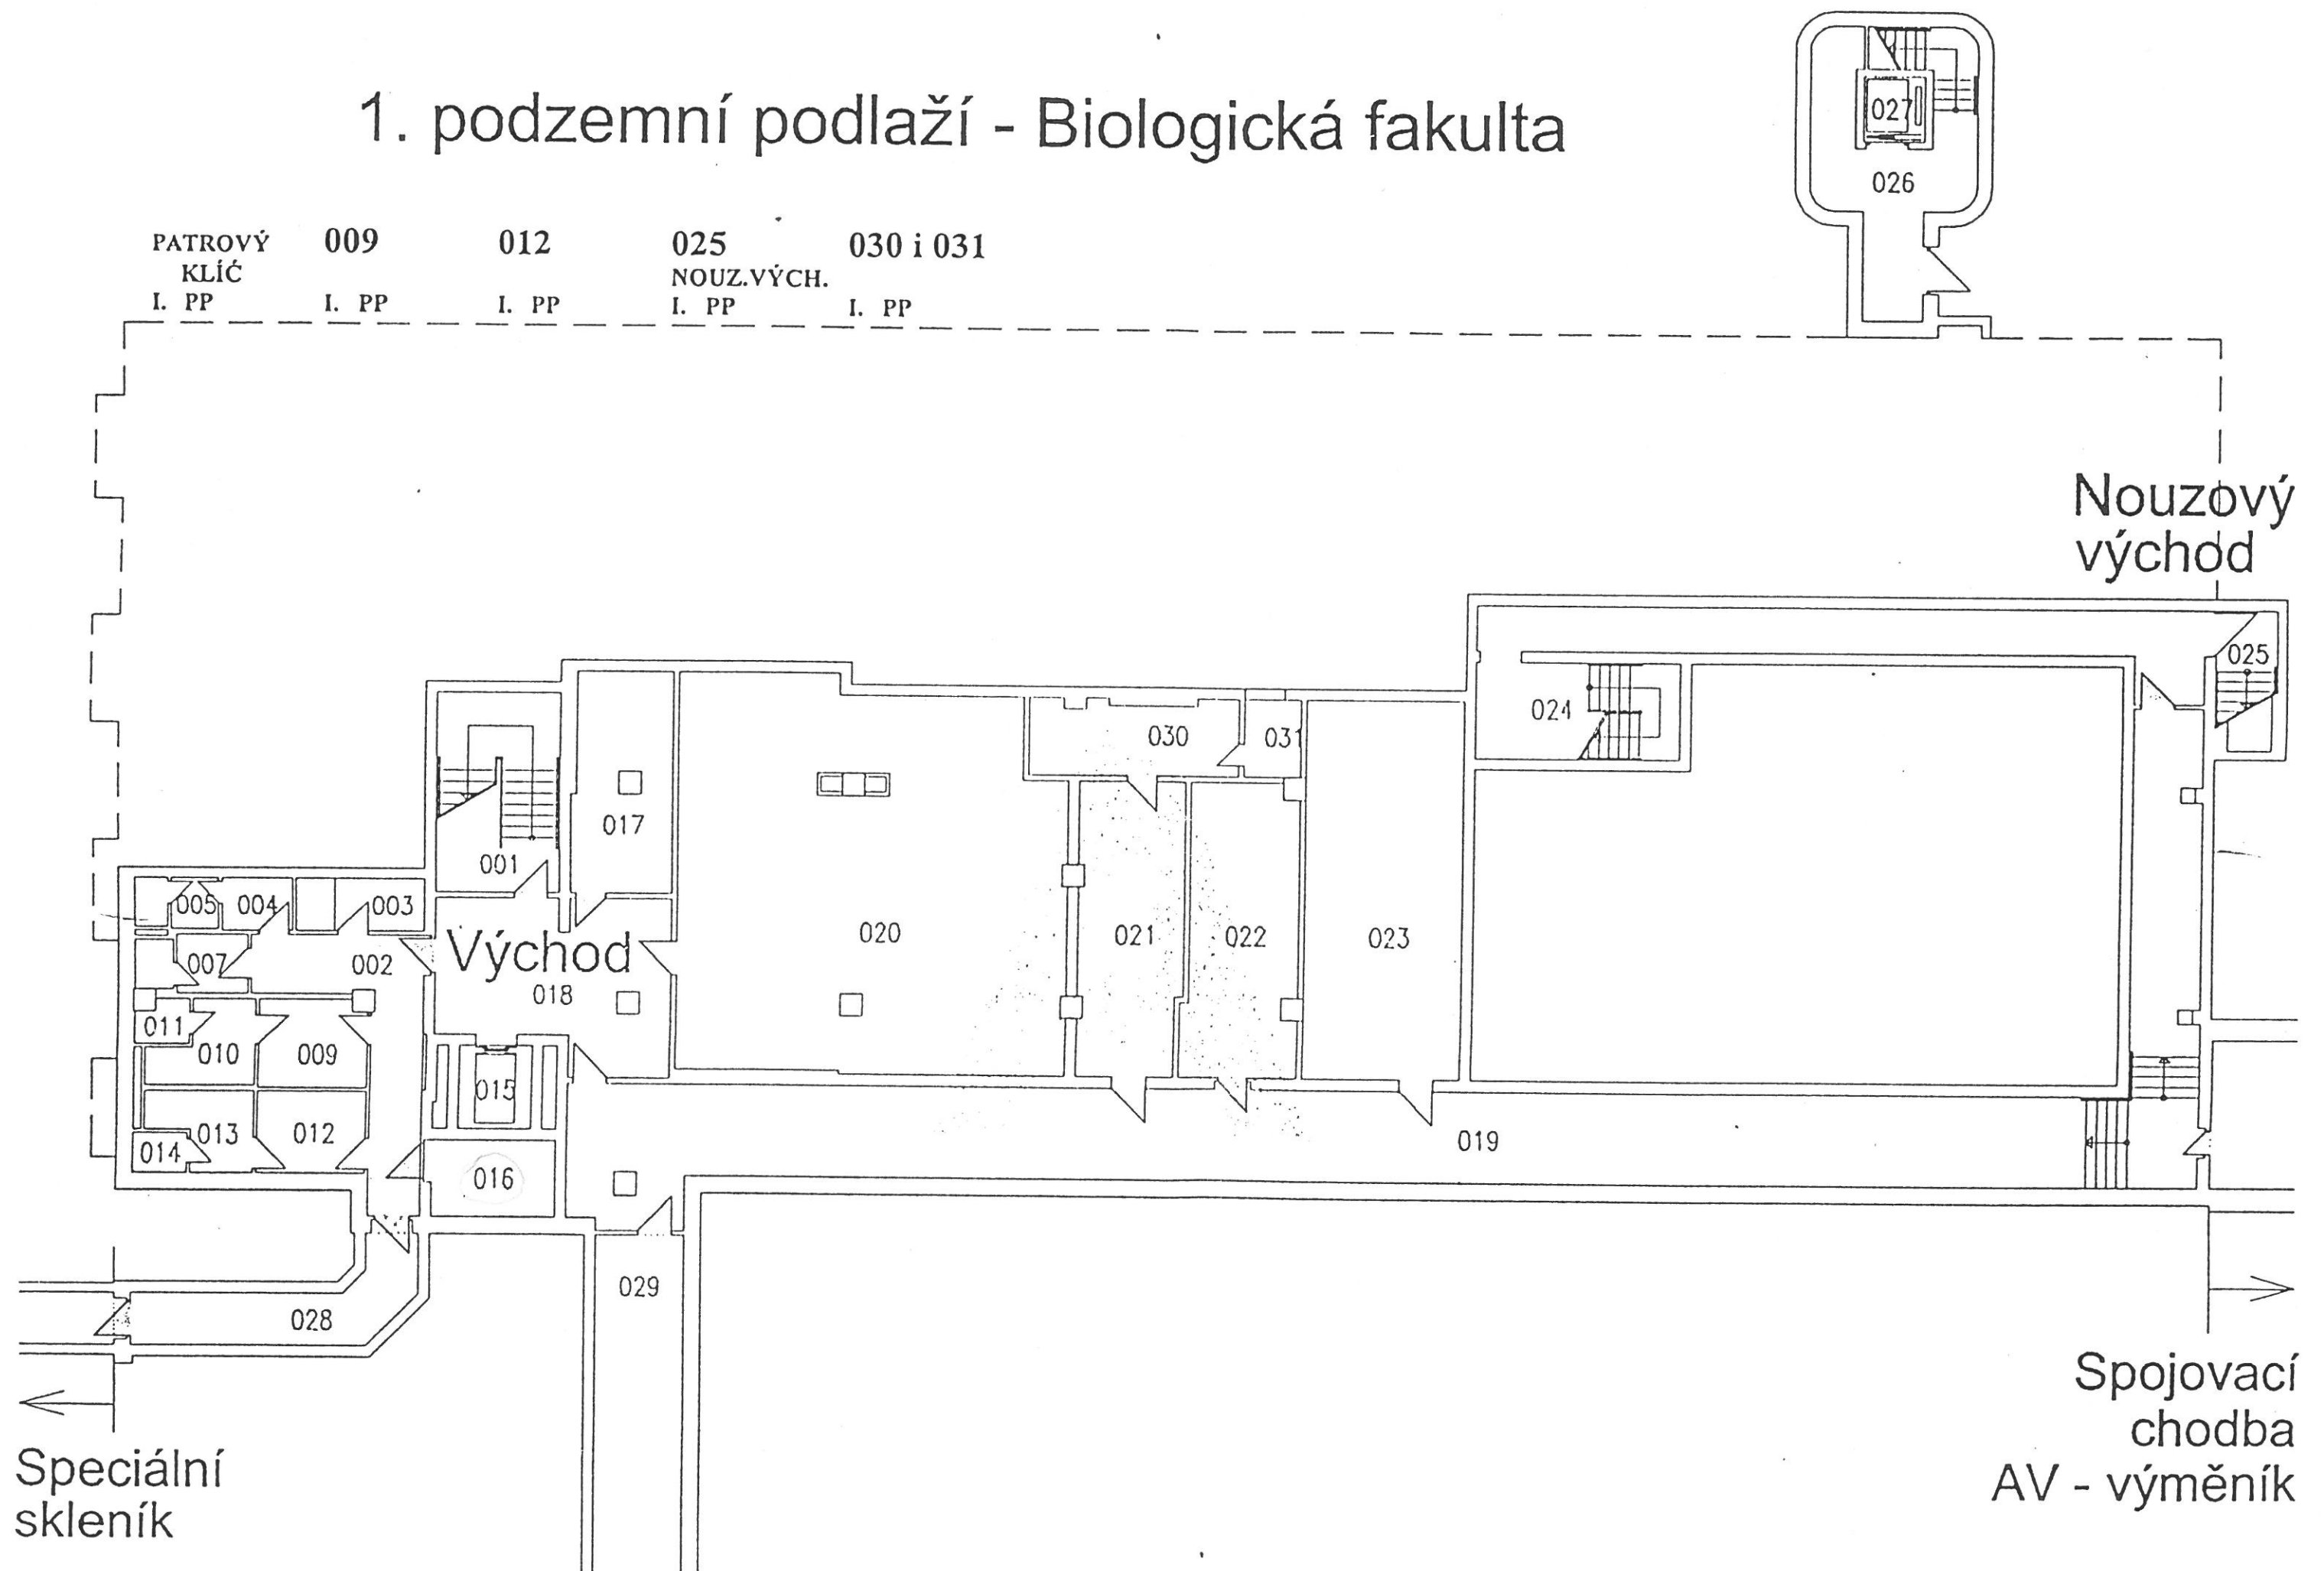 1. podzemní podlaží - Biologická fakulta
027
026
PATROVÝ 009 012 025 030 i 031
KLÍĆ NOUZ.VÝCH.
I. PP I. PP I. PP I. PP I. PP
Nouzový
východ
025
024
030 031
017
001
005 004 003
020 021 022 023
Východ
007 002
018
011
010 009
015
013 012
014
016
019
029
028
Spojovací
chodba
AV - výměník
Speciální
skleník